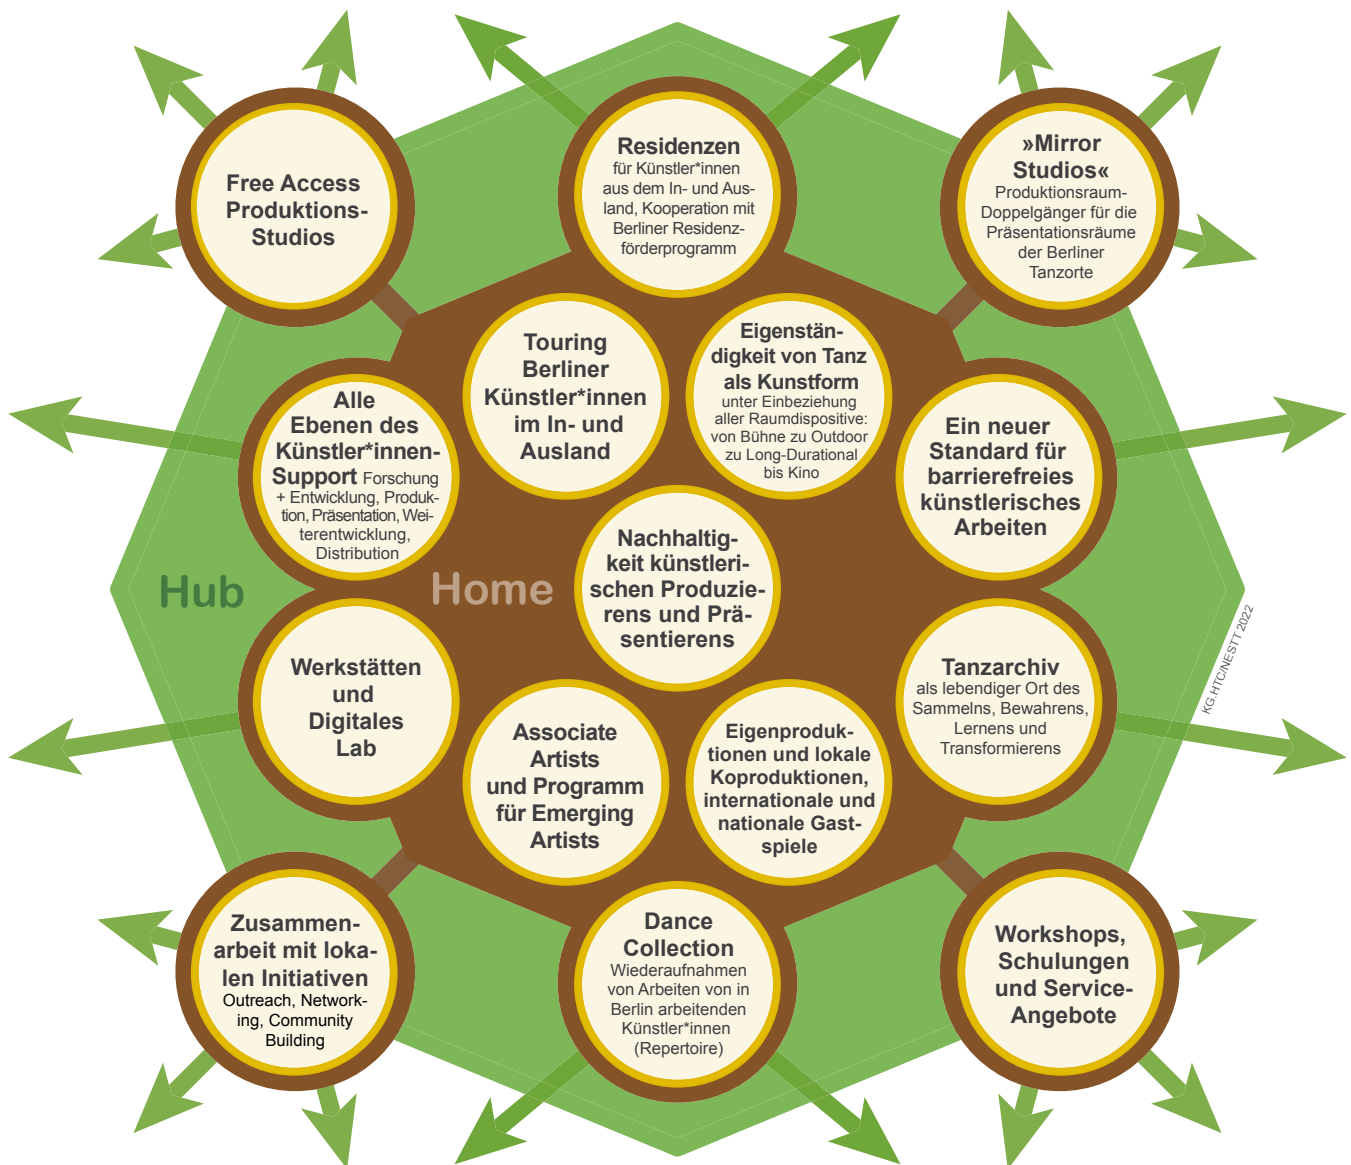 Free Access
Produktions-
Studios
Residenzen
für Künstler*innen
aus dem In- und Aus-
land, Kooperation mit
Berliner Residenz-
förderprogramm
»Mirror
Studios«
Produktionsraum-
Doppelgänger für die
Präsentationsräume
der Berliner
Tanzorte
Touring
Berliner
Künstler*innen
im In- und
Ausland
Eigenstän-
digkeit von Tanz
als Kunstform
unter Einbeziehung
aller Raumdispositive:
von Bühne zu Outdoor
zu Long-Durational
bis Kino
Alle
Ebenen des
Künstler*innen-
Support Forschung
+ Entwicklung, Produk-
tion, Präsentation, Wei-
terentwicklung,
Distribution
Ein neuer
Standard für
barrierefreies
künstlerisches
Arbeiten
Nachhaltig-
keit künstleri-
schen Produzie-
rens und Prä-
sentierens
Hub
Home
Werkstätten
und
Digitales
Lab
Associate
Artists
und Programm
für Emerging
Artists
Eigenproduk-
tionen und lokale
Koproduktionen,
internationale und
nationale Gast-
spiele
Tanzarchiv
als lebendiger Ort des
Sammelns, Bewahrens,
Lernens und
Transformierens
KG.HTC/NESTT 2022
Zusammen-
arbeit mit loka-
len Initiativen
Outreach, Network-
ing, Community
Building
Dance
Collection
Wiederaufnahmen
von Arbeiten von in
Berlin arbeitenden
Künstler*innen
(Repertoire)
Workshops,
Schulungen
und Service-
Angebote